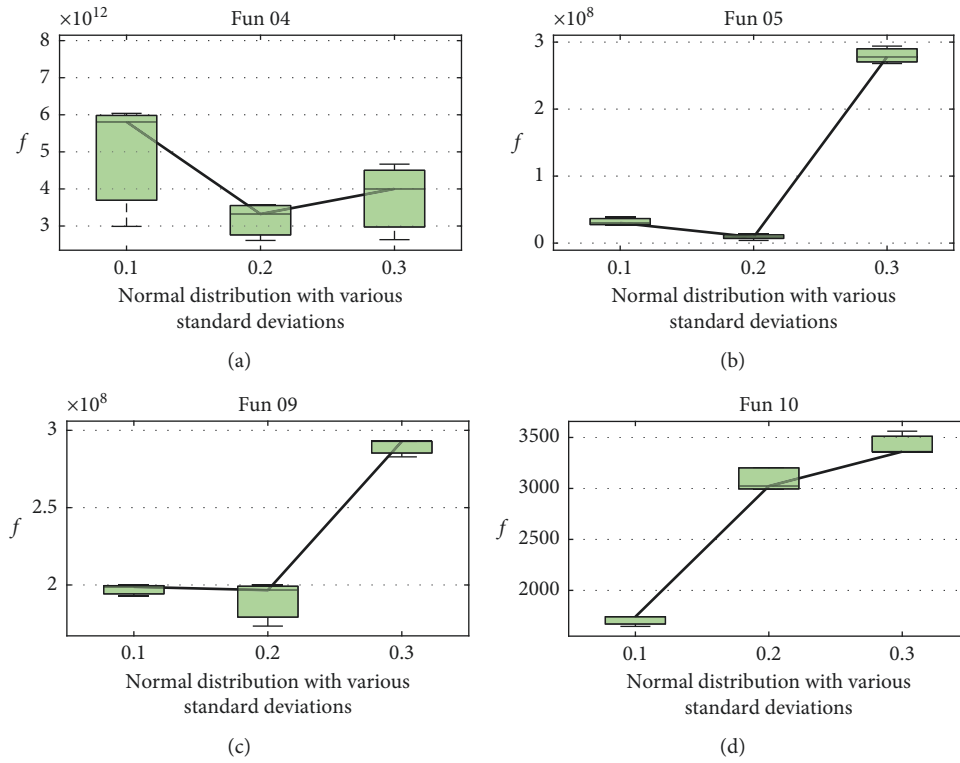 ×10¹²
Fun 04
8
7
6
5
4
3
f
0.1 0.2 0.3
Normal distribution with various
standard deviations
(a)
×10⁸
Fun 05
3
2
1
0
f
0.1 0.2 0.3
Normal distribution with various
standard deviations
(b)
×10⁸
Fun 09
3
2.5
2
f
0.1 0.2 0.3
Normal distribution with various
standard deviations
(c)
Fun 10
3500
3000
2500
2000
f
0.1 0.2 0.3
Normal distribution with various
standard deviations
(d)